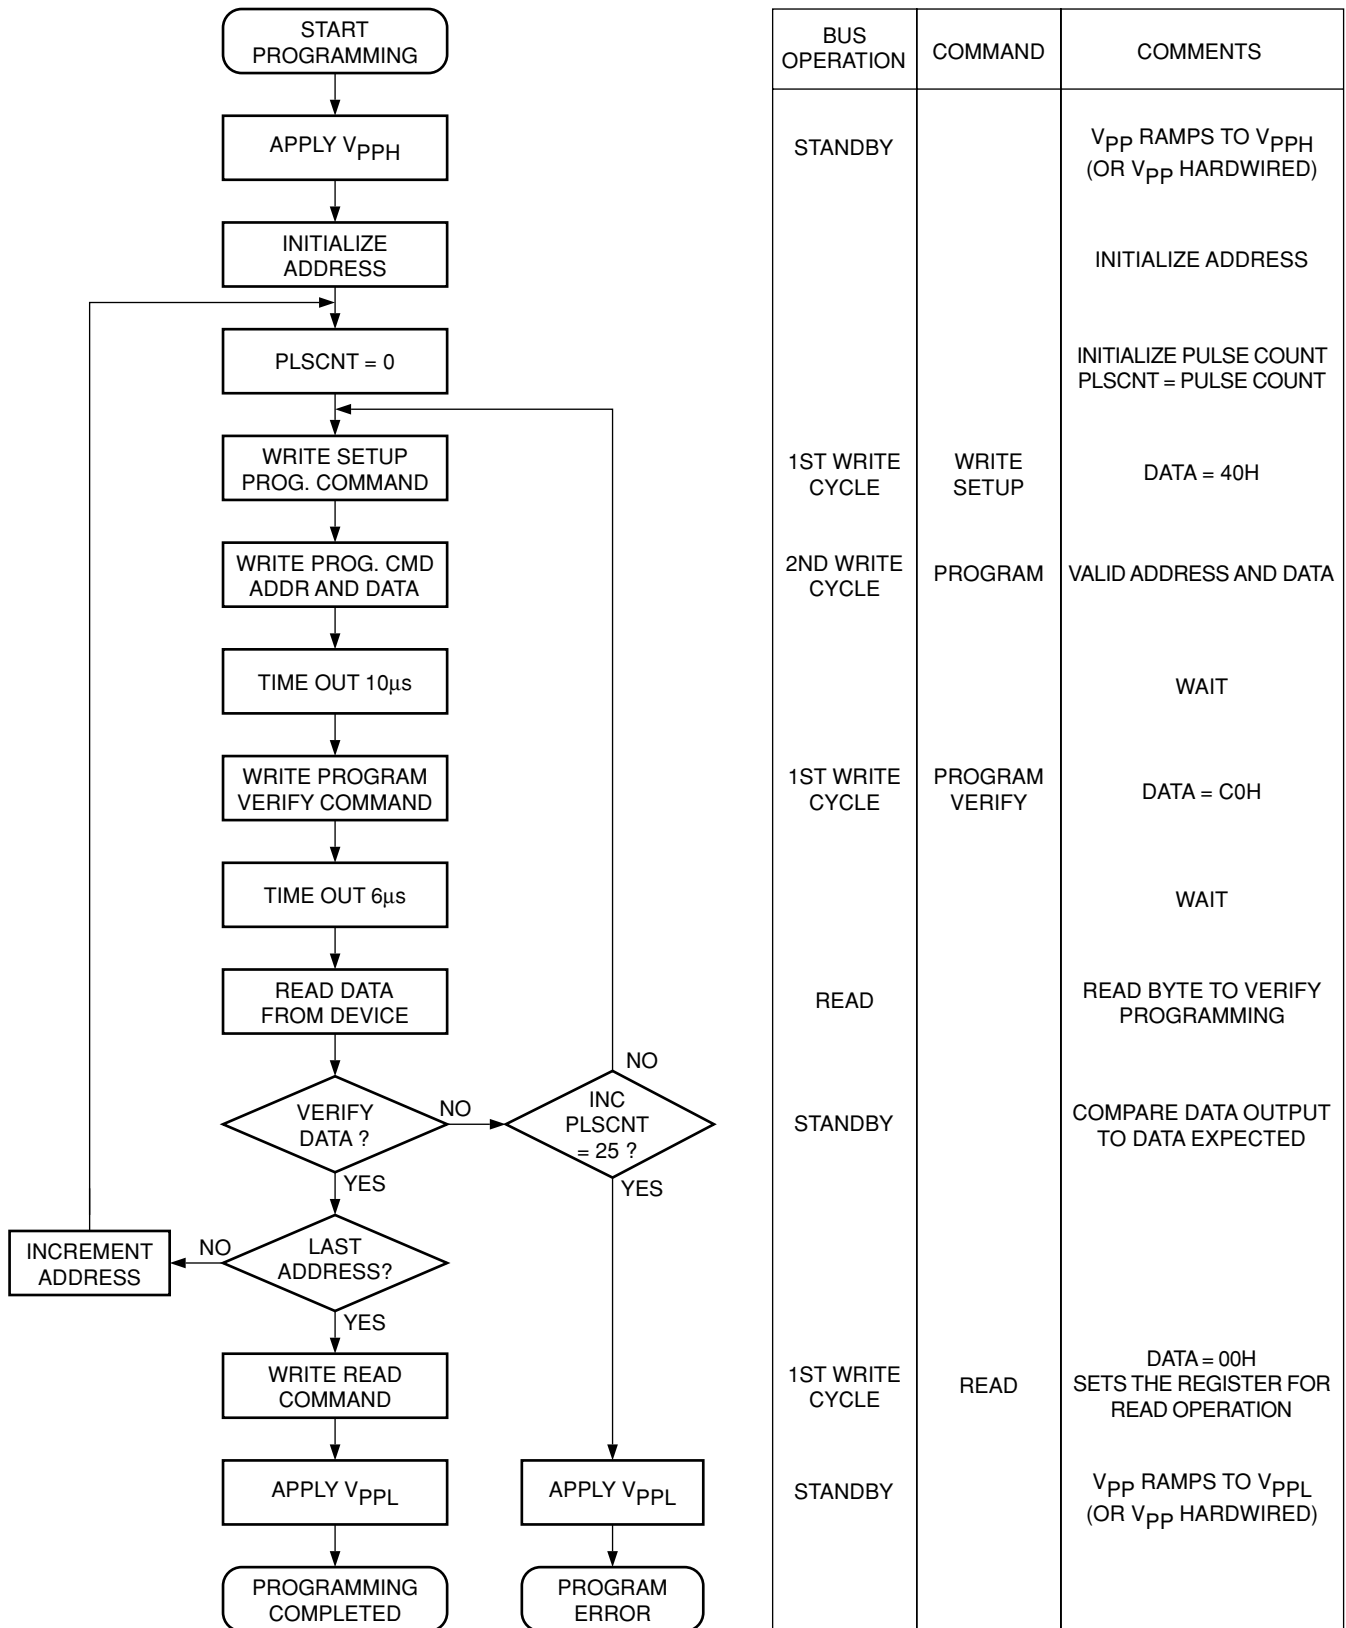 START
PROGRAMMING
APPLY VPPH
INITIALIZE
ADDRESS
PLSCNT = 0
WRITE SETUP
PROG. COMMAND
WRITE PROG. CMD
ADDR AND DATA
TIME OUT 10µs
WRITE PROGRAM
VERIFY COMMAND
TIME OUT 6µs
READ DATA
FROM DEVICE
VERIFY
DATA ?
NO
YES
INC
PLSCNT
= 25 ?
NO
YES
LAST
ADDRESS?
NO
YES
INCREMENT
ADDRESS
WRITE READ
COMMAND
APPLY VPPL
PROGRAMMING
COMPLETED
APPLY VPPL
PROGRAM
ERROR
BUS
OPERATION
COMMAND
COMMENTS
STANDBY
VPP RAMPS TO VPPH
(OR VPP HARDWIRED)
INITIALIZE ADDRESS
INITIALIZE PULSE COUNT
PLSCNT = PULSE COUNT
1ST WRITE
CYCLE
WRITE
SETUP
DATA = 40H
2ND WRITE
CYCLE
PROGRAM
VALID ADDRESS AND DATA
WAIT
1ST WRITE
CYCLE
PROGRAM
VERIFY
DATA = C0H
WAIT
READ
READ BYTE TO VERIFY
PROGRAMMING
STANDBY
COMPARE DATA OUTPUT
TO DATA EXPECTED
1ST WRITE
CYCLE
READ
DATA = 00H
SETS THE REGISTER FOR
READ OPERATION
STANDBY
VPP RAMPS TO VPPL
(OR VPP HARDWIRED)